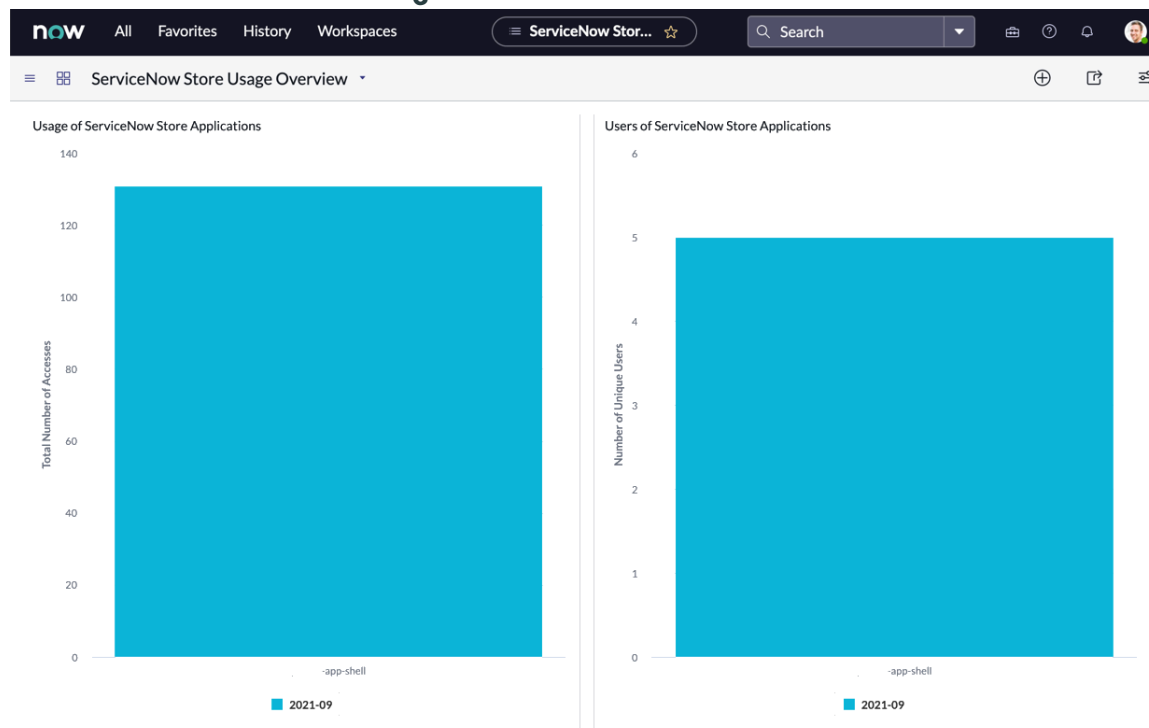 now All Favorites History Workspaces ServiceNow Stor... Search
ServiceNow Store Usage Overview
Usage of ServiceNow Store Applications
140
120
100
80
60
40
20
0
Total Number of Accesses
-app-shell
2021-09
Users of ServiceNow Store Applications
6
5
4
3
2
1
0
Number of Unique Users
-app-shell
2021-09